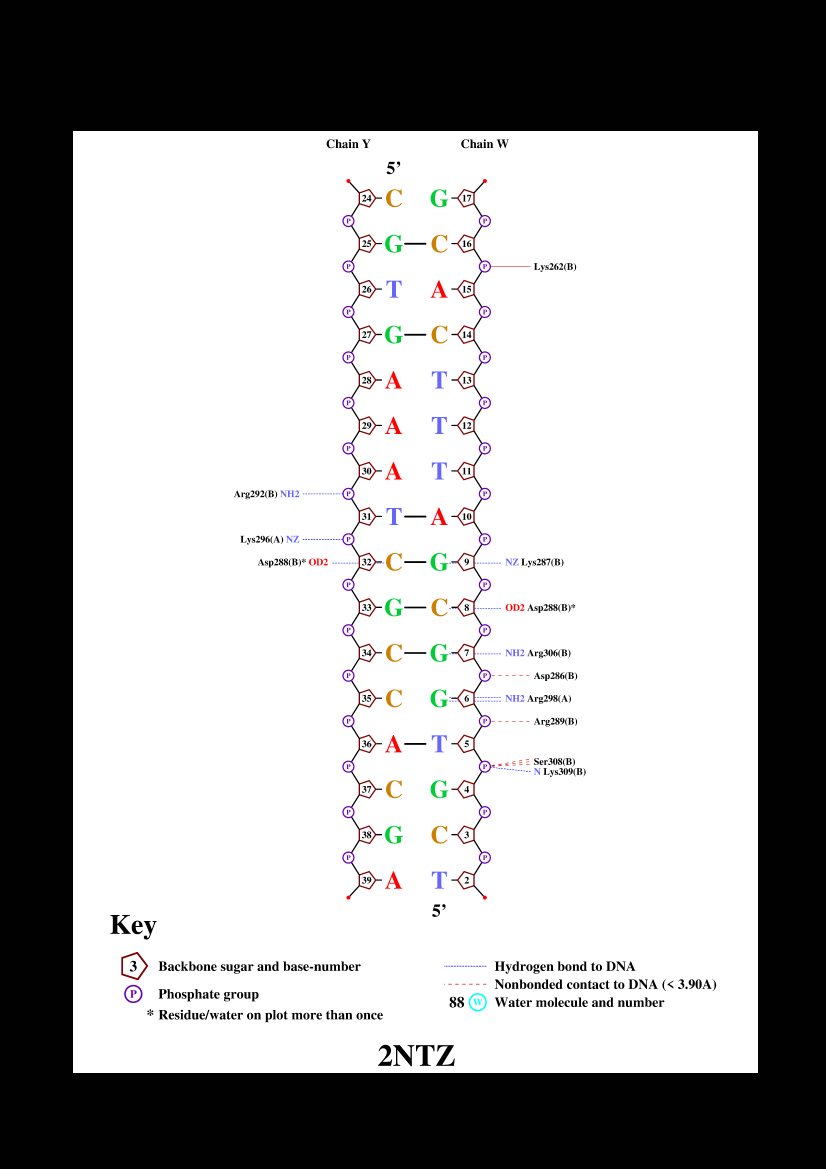 Chain Y Chain W
5’
24 C G 17
P P
25 G C 16
P P Lys262(B)
26 T A 15
P P
27 G C 14
P P
28 A T 13
P P
29 A T 12
P P
30 A T 11
Arg292(B) NH2 P P
31 T A 10
Lys296(A) NZ P P
Asp288(B)* OD2 32 C G 9 NZ Lys287(B)
P P
33 G C 8 OD2 Asp288(B)*
P P
34 C G 7 NH2 Arg306(B)
P P Asp286(B)
35 C G 6 NH2 Arg298(A)
P P Arg289(B)
36 A T 5
P P Ser308(B)
N Lys309(B)
37 C G 4
P P
38 G C 3
P P
39 A T 2
5’
Key
3 Backbone sugar and base-number
P Phosphate group
* Residue/water on plot more than once
Hydrogen bond to DNA
Nonbonded contact to DNA (< 3.90A)
88 W Water molecule and number
2NTZ